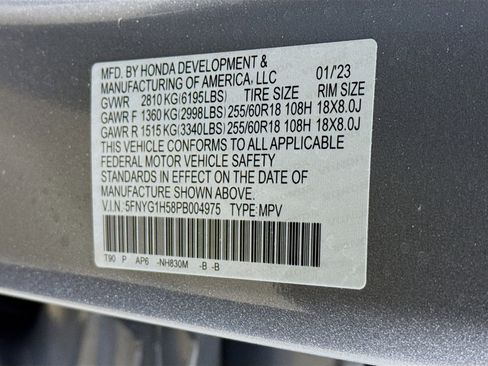 MFD. BY HONDA DEVELOPMENT &
MANUFACTURING OF AMERICA, LLC 01/'23
GVWR 2810 KG(6195LBS) TIRE SIZE RIM SIZE
GAWR F 1360 KG(2998LBS) 255/60R18 108H 18X8.0J
GAWR R 1515 KG(3340LBS) 255/60R18 108H 18X8.0J
THIS VEHICLE CONFORMS TO ALL APPLICABLE
FEDERAL MOTOR VEHICLE SAFETY
STANDARDS IN EFFECT ON THE DATE OF
MANUFACTURE SHOWN ABOVE.
V.I.N.: 5FNYG1H58PB004975 TYPE:MPV
T90 P AP6 -NH830M -B -B